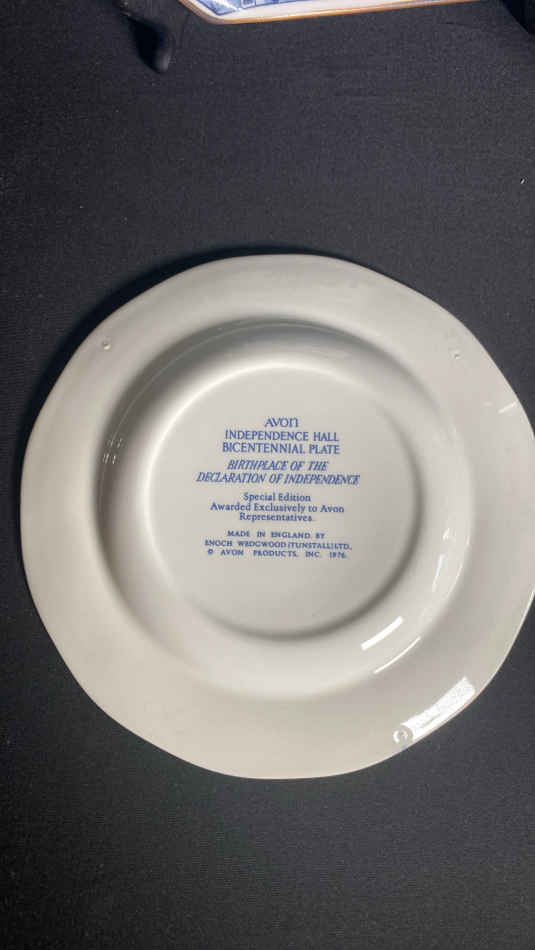 AVON
INDEPENDENCE HALL
BICENTENNIAL PLATE
BIRTHPLACE OF THE
DECLARATION OF INDEPENDENCE
Special Edition
Awarded Exclusively to Avon
Representatives.
MADE IN ENGLAND BY
ENOCH WEDGWOOD (TUNSTALL) LTD.,
© AVON PRODUCTS, INC. 1976.